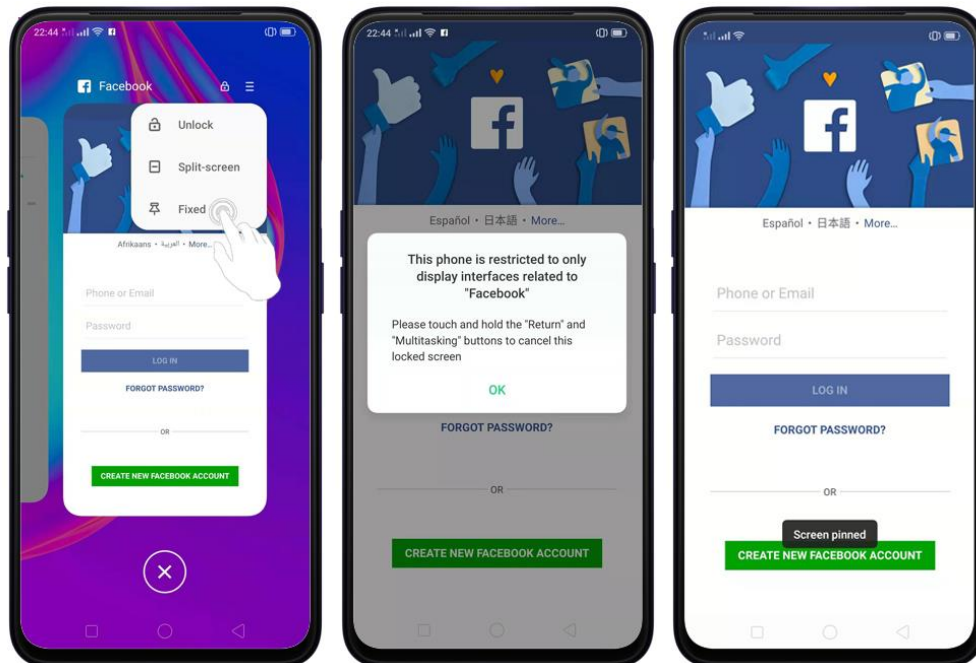 22:44
Facebook
Unlock
Split-screen
Fixed
Afrikaans • العربية • More...
Phone or Email
Password
LOG IN
FORGOT PASSWORD?
OR
CREATE NEW FACEBOOK ACCOUNT
22:44
Español • 日本語 • More...
This phone is restricted to only
display interfaces related to
"Facebook"
Please touch and hold the "Return" and
"Multitasking" buttons to cancel this
locked screen
OK
FORGOT PASSWORD?
OR
CREATE NEW FACEBOOK ACCOUNT
Español • 日本語 • More...
Phone or Email
Password
LOG IN
FORGOT PASSWORD?
OR
Screen pinned
CREATE NEW FACEBOOK ACCOUNT